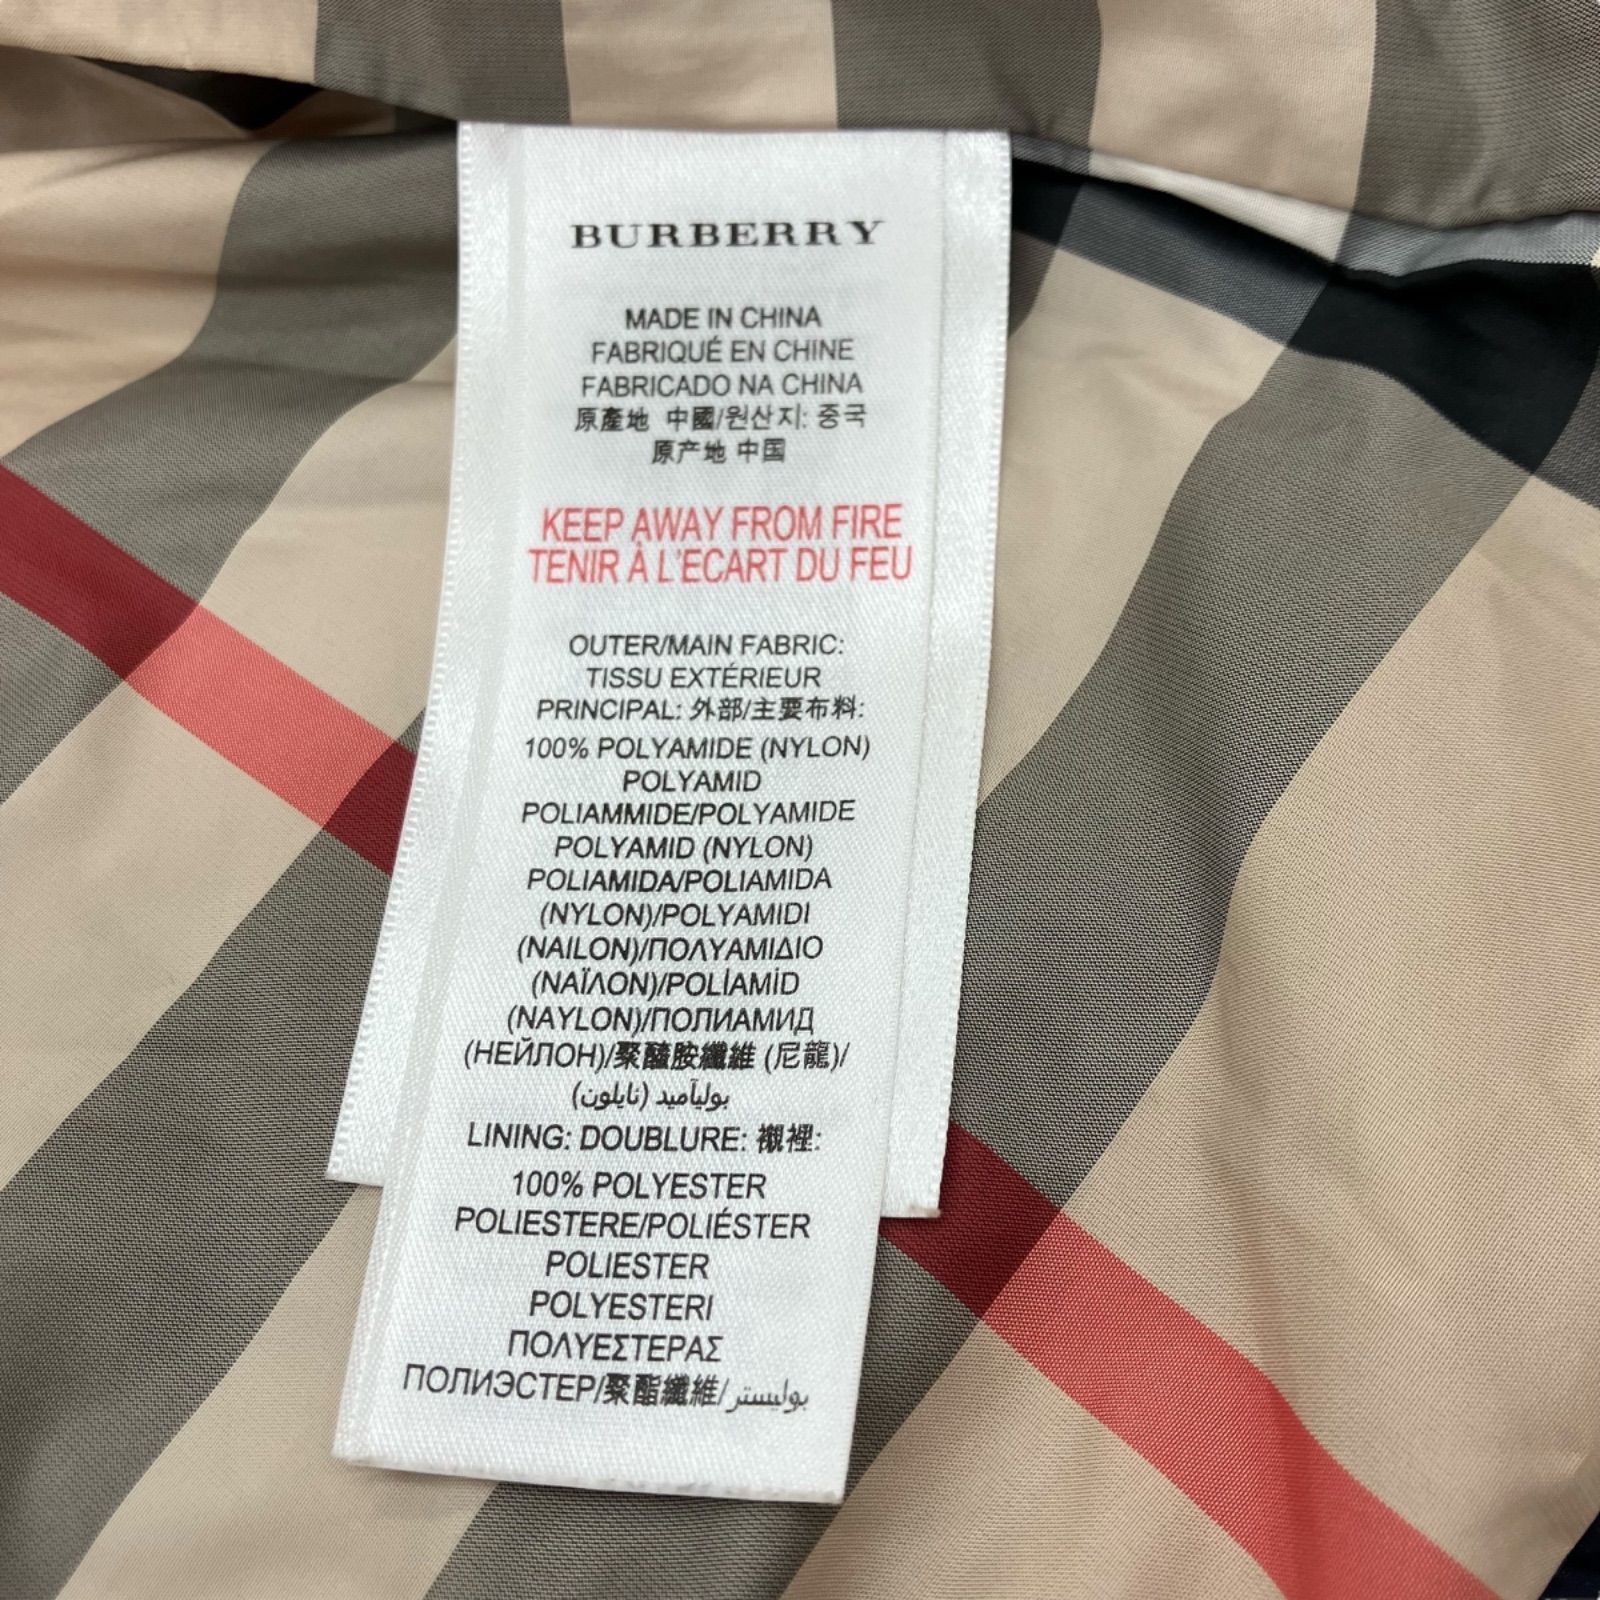 BURBERRY
MADE IN CHINA
FABRIQUÉ EN CHINE
FABRICADO NA CHINA
原產地 中國/원산지: 중국
原产地 中国
KEEP AWAY FROM FIRE
TENIR À L'ECART DU FEU
OUTER/MAIN FABRIC:
TISSU EXTÉRIEUR
PRINCIPAL: 外部/主要布料:
100% POLYAMIDE (NYLON)
POLYAMID
POLIAMMIDE/POLYAMIDE
POLYAMID (NYLON)
POLIAMIDA/POLIAMIDA
(NYLON)/POLYAMIDI
(NAILON)/ΠΟΛΥΑΜΙΔΙΟ
(ΝΑΪΛΟΝ)/POLİAMİD
(NAYLON)/ПОЛИАМИД
(НЕЙЛОН)/聚醯胺纖維 (尼龍)/
بولياميد (نايلون)
LINING: DOUBLURE: 襯裡:
100% POLYESTER
POLIESTERE/POLIÉSTER
POLIESTER
POLYESTERI
ΠΟΛΥΕΣΤΕΡΑΣ
ПОЛИЭСТЕР/聚酯纖維/بوليستر